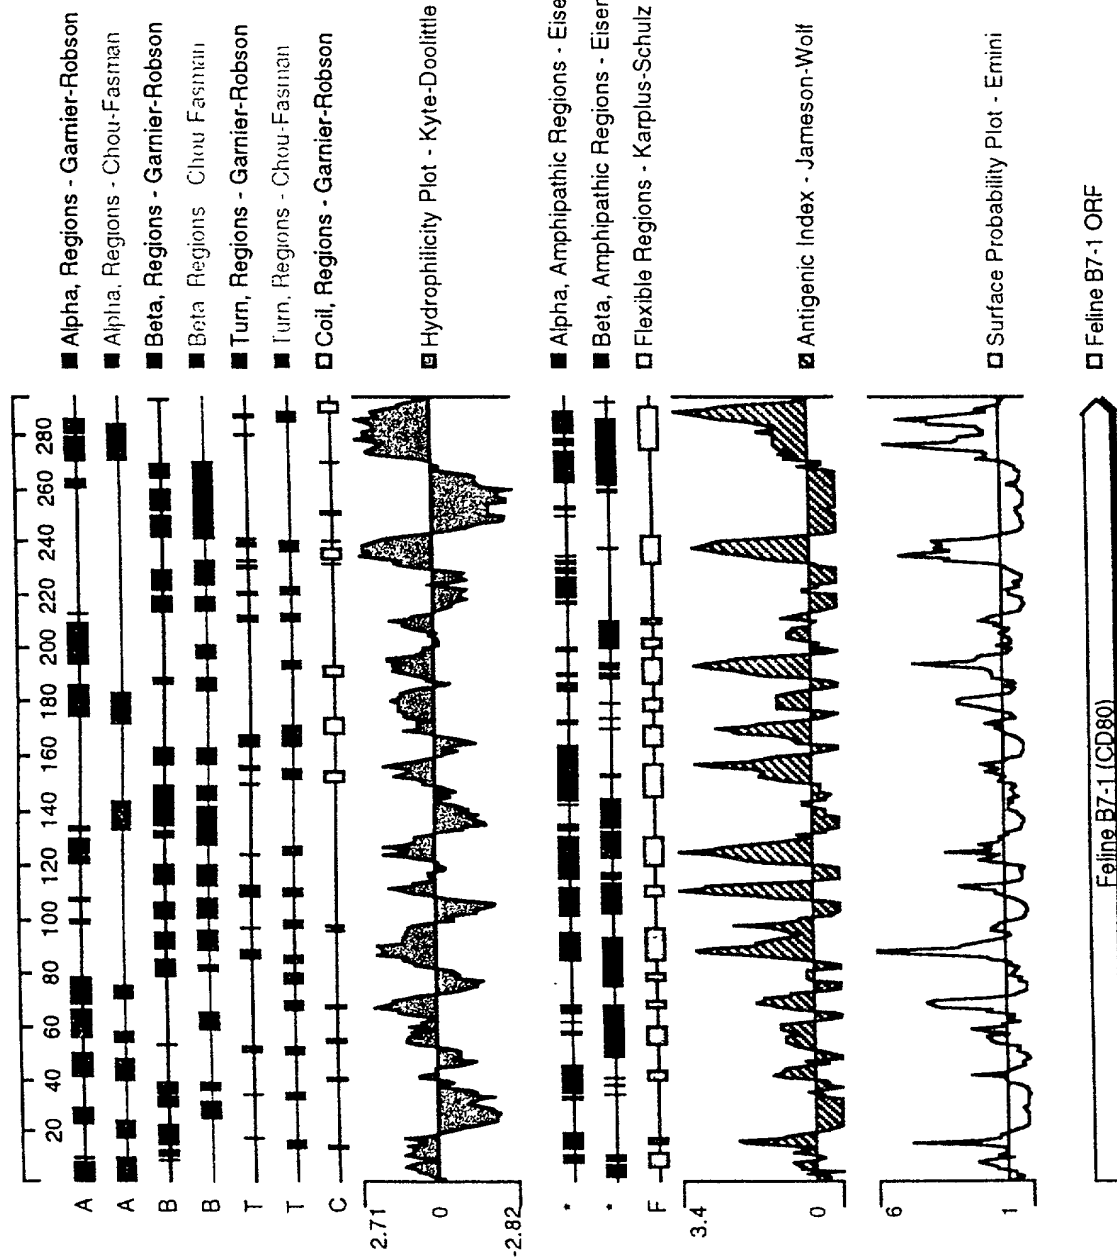 20 40 60 80 100 120 140 160 180 200 220 240 260 280
A Alpha, Regions - Garnier-Robson
A Alpha, Regions - Chou-Fasman
B Beta, Regions - Garnier-Robson
B Beta Regions Chou Fasman
T Turn, Regions - Garnier-Robson
T Turn, Regions - Chou-Fasman
C Coil, Regions - Garnier-Robson
2.71
0 Hydrophilicity Plot - Kyte-Doolittle
-2.82
* Alpha, Amphipathic Regions - Eise
* Beta, Amphipathic Regions - Eiser
F Flexible Regions - Karplus-Schulz
3.4
0 Antigenic Index - Jameson-Wolf
6
1 Surface Probability Plot - Emini
Feline B7-1 (CD80)
Feline B7-1 ORF